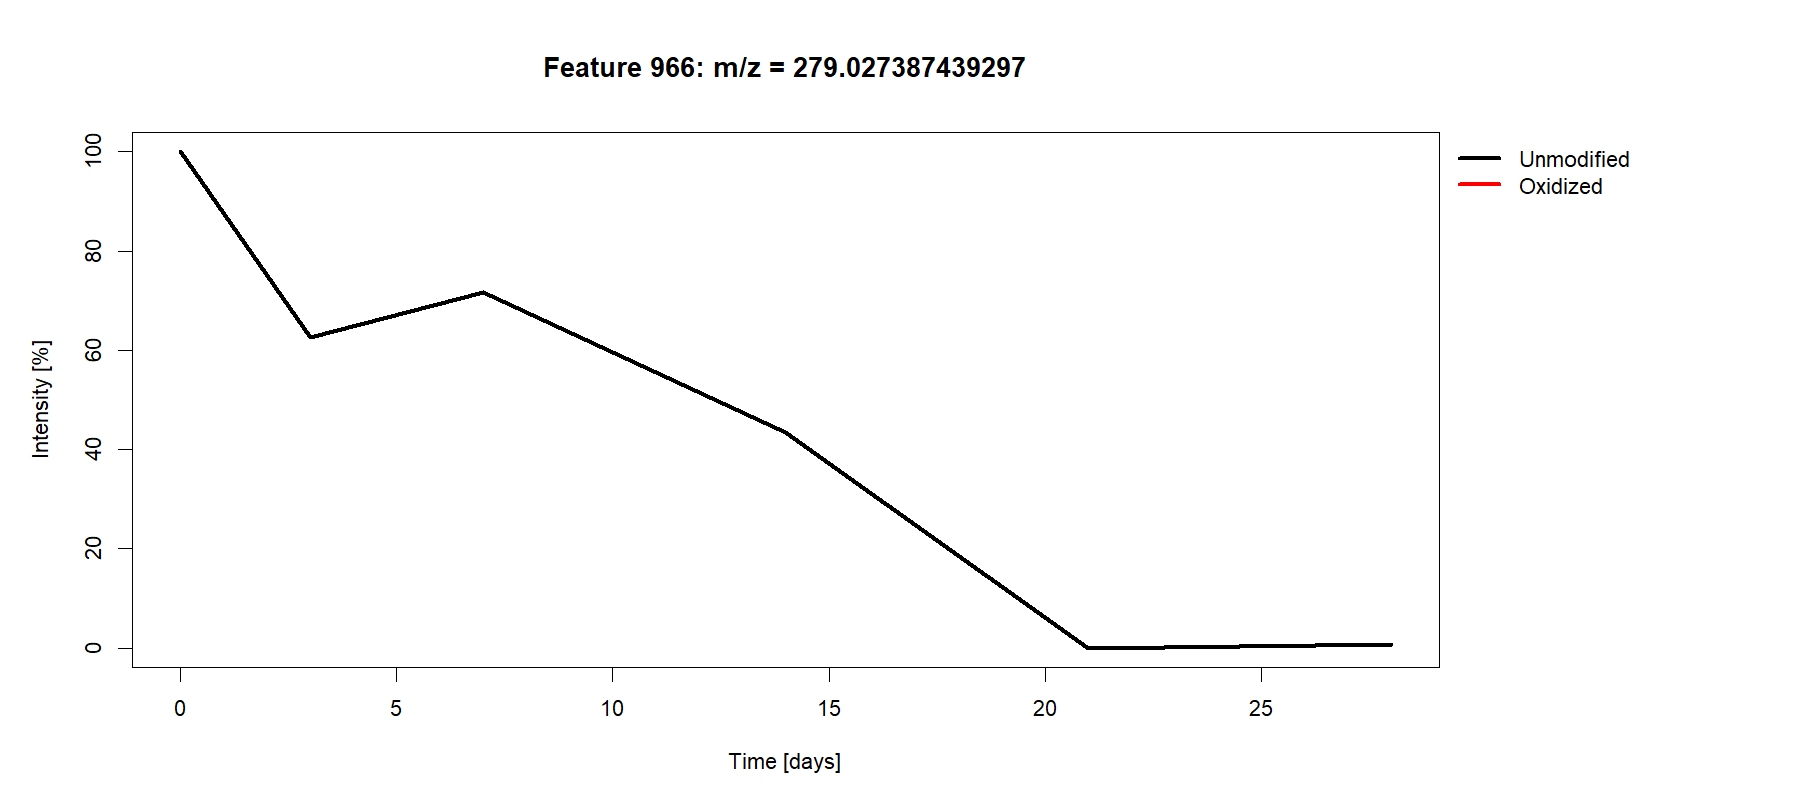 Feature 966: m/z = 279.027387439297
Unmodified
Oxidized
Intensity [%]
100
80
60
40
20
0
0 5 10 15 20 25
Time [days]